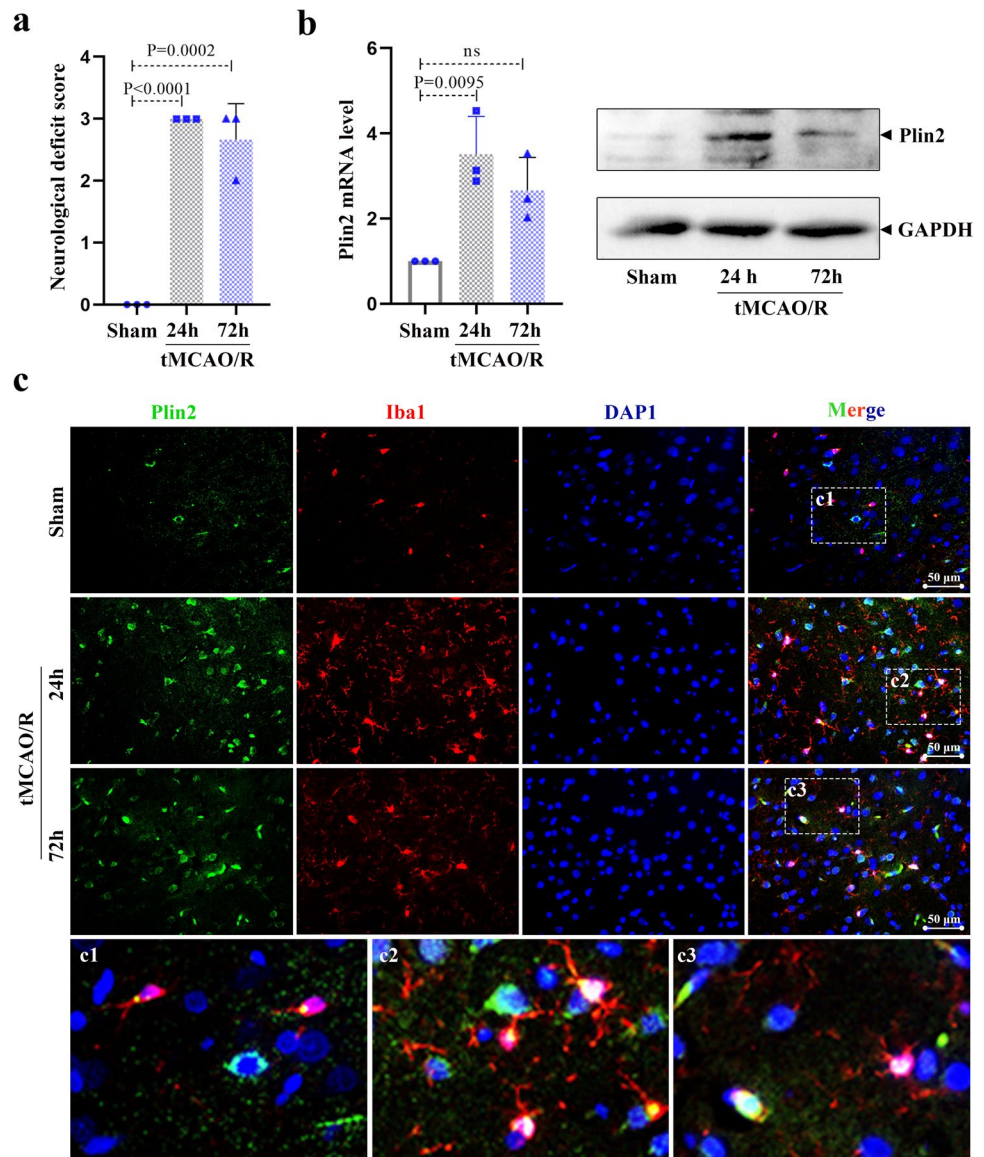 a
Neurological deficit score
4
3
2
1
0
P=0.0002
P<0.0001
Sham
24h
72h
tMCAO/R
b
Plin2 mRNA level
6
4
2
0
ns
P=0.0095
Sham
24h
72h
tMCAO/R
Plin2
GAPDH
Sham
24 h
72h
tMCAO/R
c
Plin2 Iba1 DAP1 Merge
Sham
c1
50 µm
tMCAO/R
24h
c2
50 µm
72h
c3
50 µm
c1 c2 c3